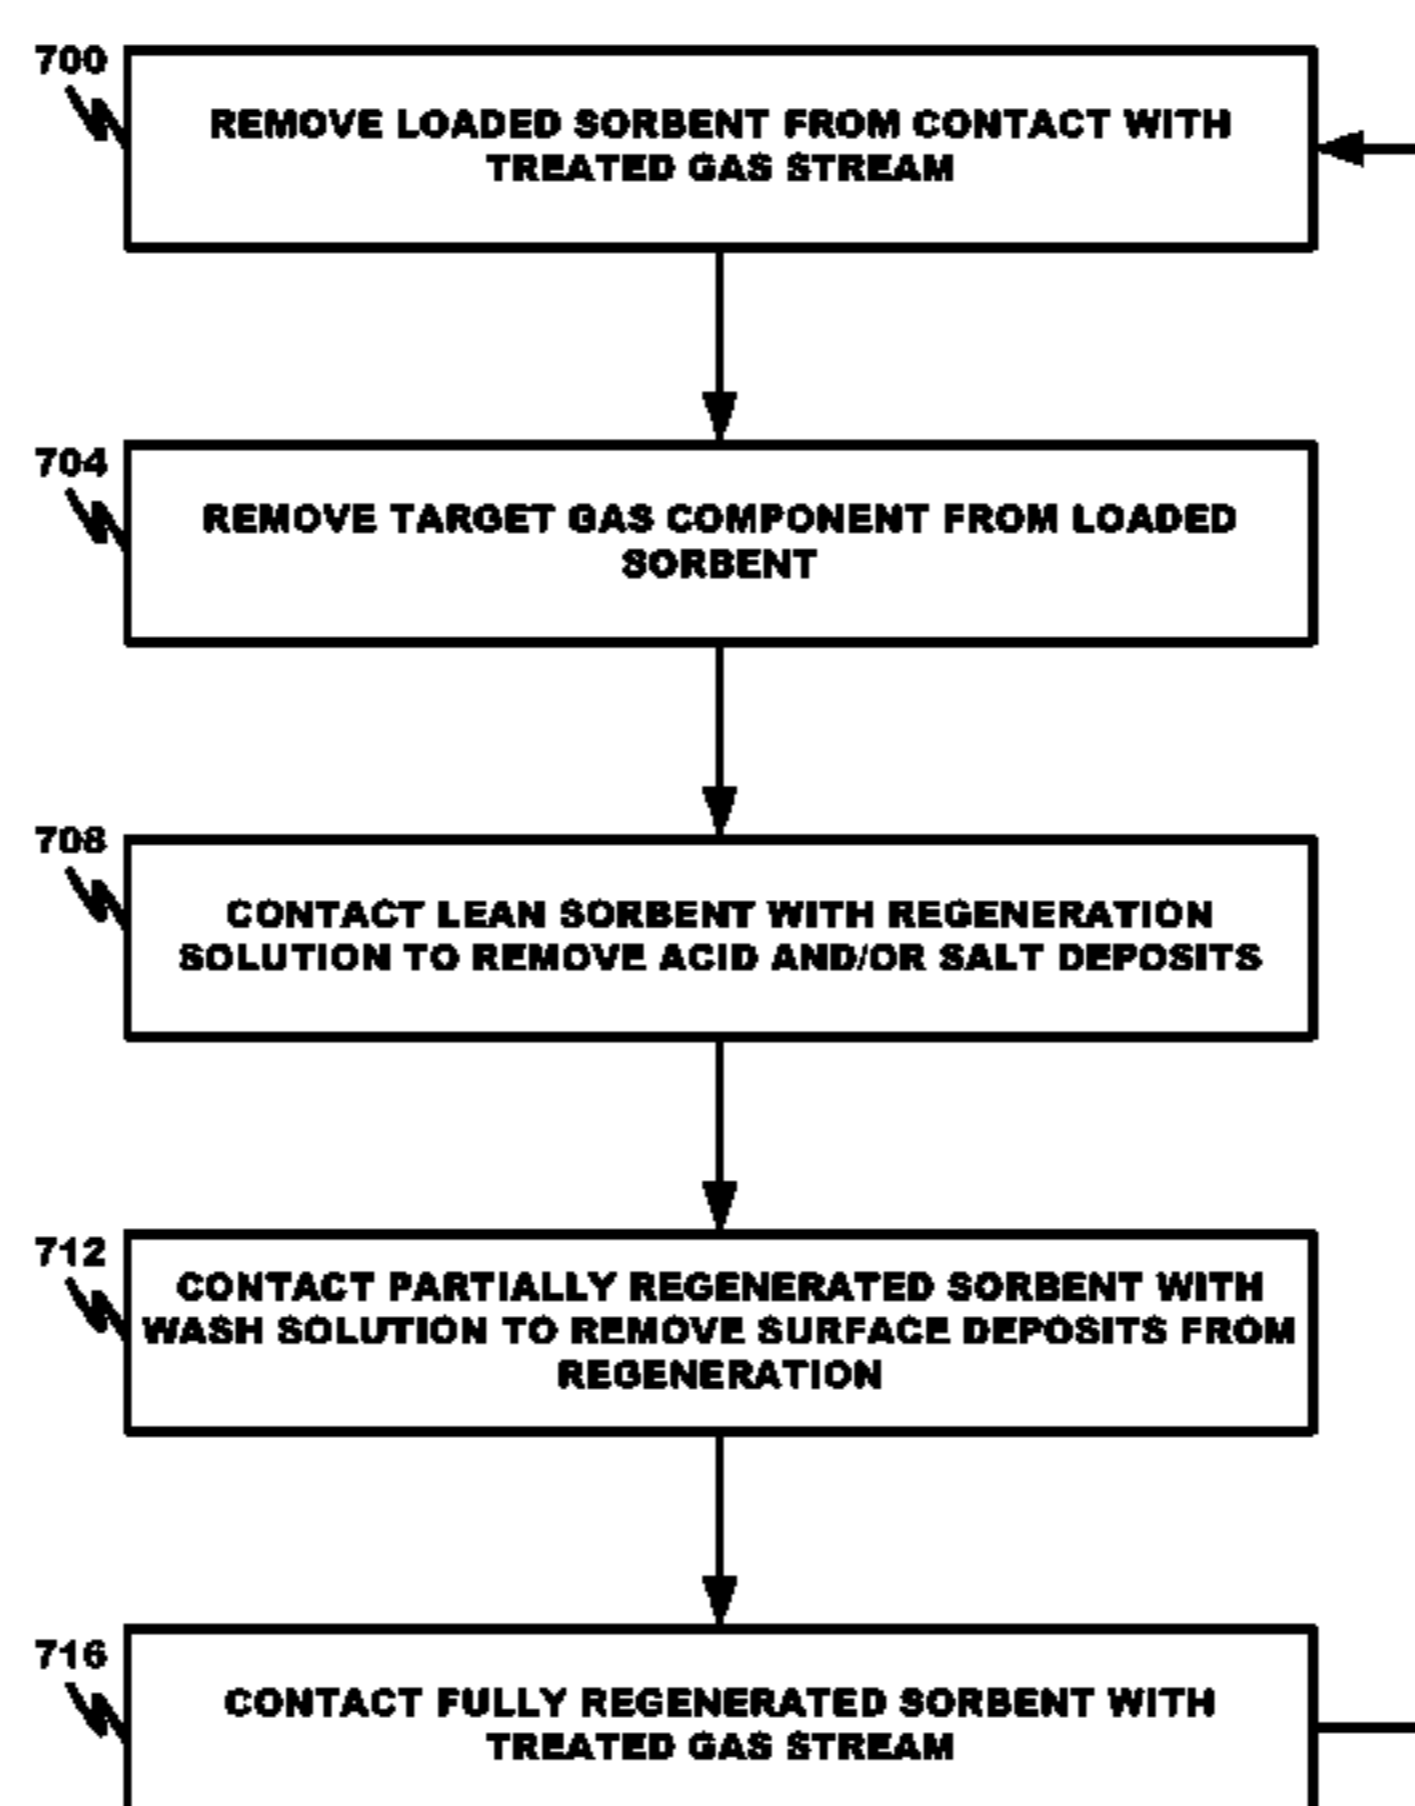 700
REMOVE LOADED SORBENT FROM CONTACT WITH
TREATED GAS STREAM
704
REMOVE TARGET GAS COMPONENT FROM LOADED
SORBENT
708
CONTACT LEAN SORBENT WITH REGENERATION
SOLUTION TO REMOVE ACID AND/OR SALT DEPOSITS
712
CONTACT PARTIALLY REGENERATED SORBENT WITH
WASH SOLUTION TO REMOVE SURFACE DEPOSITS FROM
REGENERATION
716
CONTACT FULLY REGENERATED SORBENT WITH
TREATED GAS STREAM